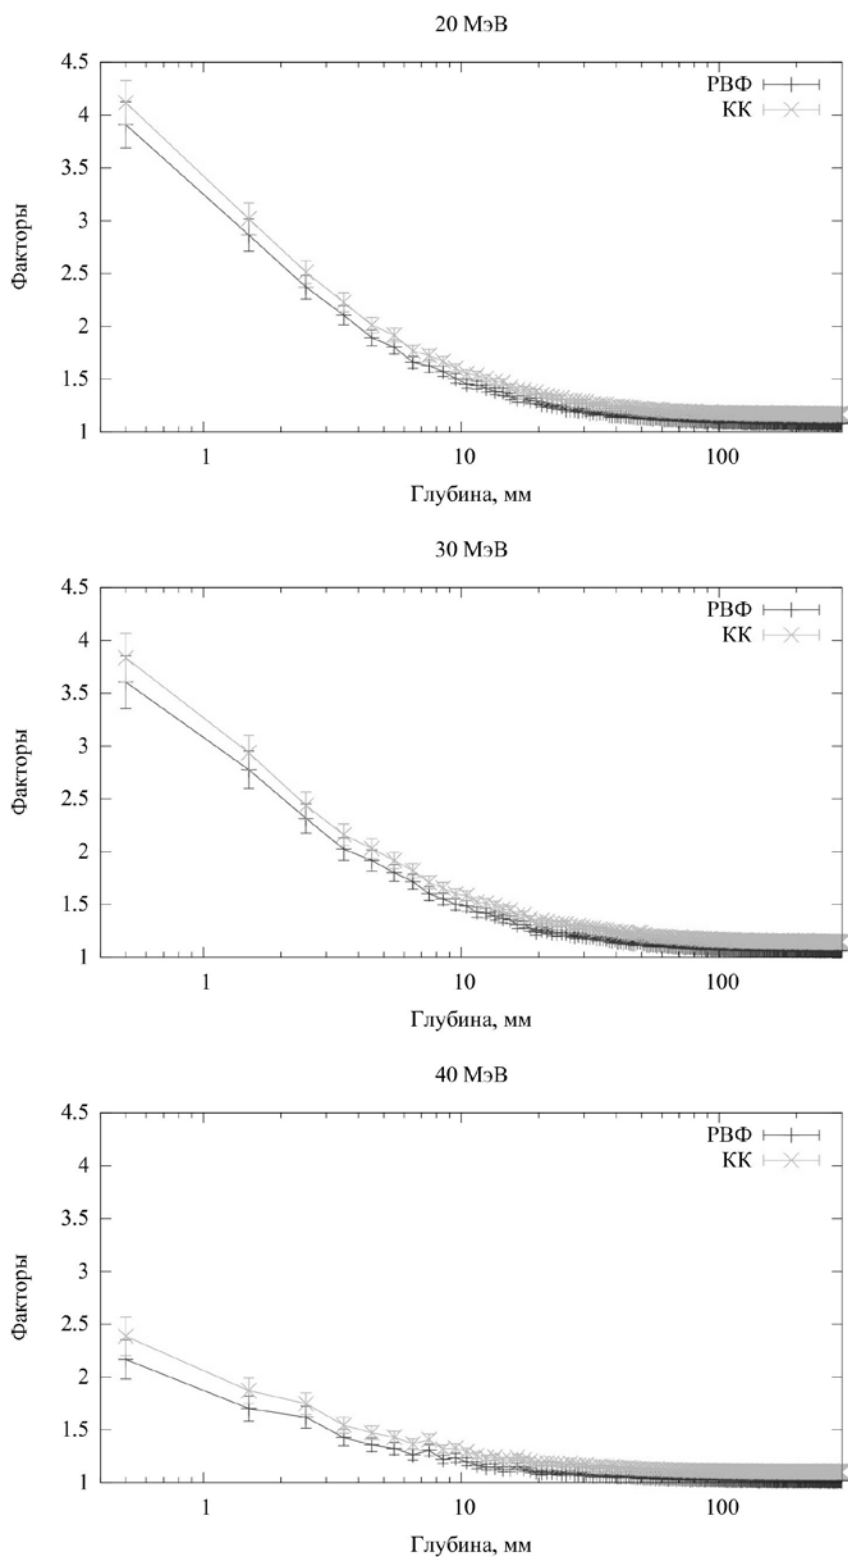 20 МэВ
4.5
4
3.5
3
2.5
2
1.5
1
Факторы
РВФ
КК
1
10
100
Глубина, мм
30 МэВ
4.5
4
3.5
3
2.5
2
1.5
1
Факторы
РВФ
КК
1
10
100
Глубина, мм
40 МэВ
4.5
4
3.5
3
2.5
2
1.5
1
Факторы
РВФ
КК
1
10
100
Глубина, мм